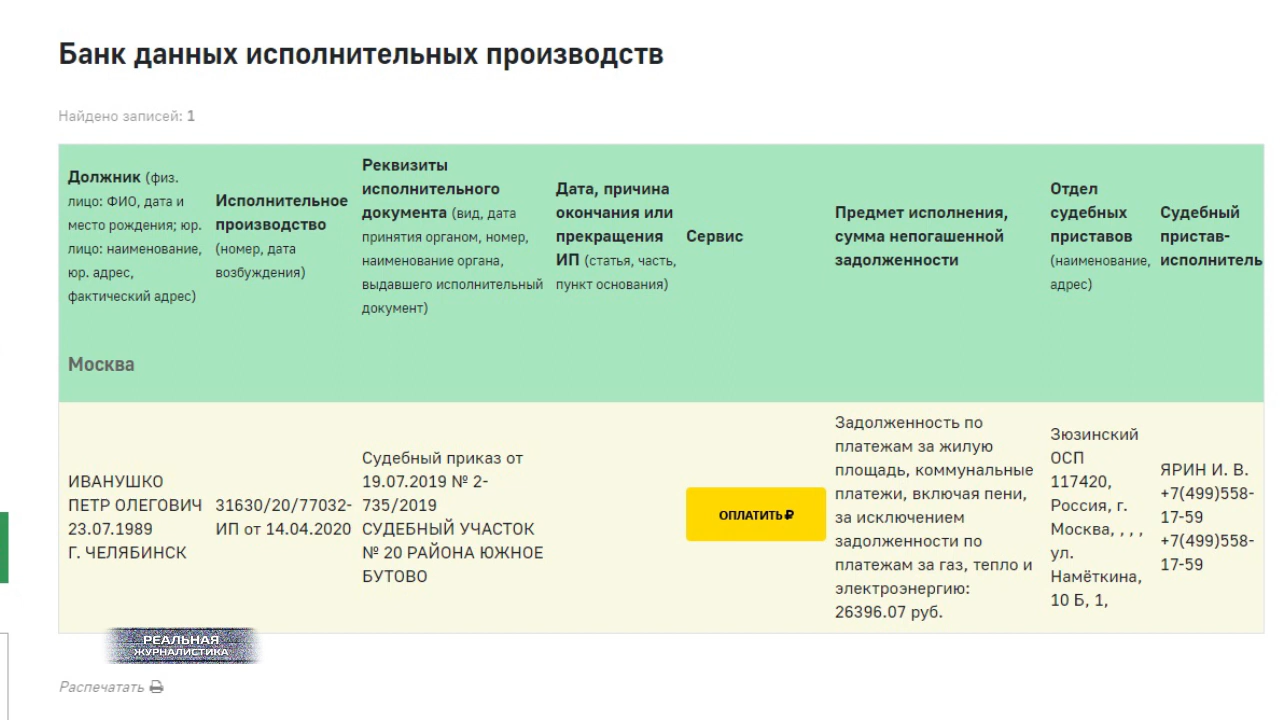 Банк данных исполнительных производств
Найдено записей: 1
Должник (физ.
лицо: ФИО, дата и
место рождения; юр.
лицо: наименование,
юр. адрес,
фактический адрес)
Исполнительное
производство
(номер, дата
возбуждения)
Реквизиты
исполнительного
документа (вид, дата
принятия органом, номер,
наименование органа,
выдавшего исполнительный
документ)
Дата, причина
окончания или
прекращения
ИП (статья, часть,
пункт основания)
Сервис
Предмет исполнения,
сумма непогашенной
задолженности
Отдел
судебных
приставов
(наименование,
адрес)
Судебный
пристав-
исполнитель
Москва
ИВАНУШКО
ПЕТР ОЛЕГОВИЧ
23.07.1989
Г. ЧЕЛЯБИНСК
31630/20/77032-
ИП от 14.04.2020
Судебный приказ от
19.07.2019 № 2-
735/2019
СУДЕБНЫЙ УЧАСТОК
№ 20 РАЙОНА ЮЖНОЕ
БУТОВО
ОПЛАТИТЬ ₽
Задолженность по
платежам за жилую
площадь, коммунальные
платежи, включая пени,
за исключением
задолженности по
платежам за газ, тепло и
электроэнергию:
26396.07 руб.
Зюзинский
ОСП
117420,
Россия, г.
Москва, , , ,
ул.
Намёткина,
10 Б, 1,
ЯРИН И. В.
+7(499)558-
17-59
+7(499)558-
17-59
РЕАЛЬНАЯ
ЖУРНАЛИСТИКА
Распечатать